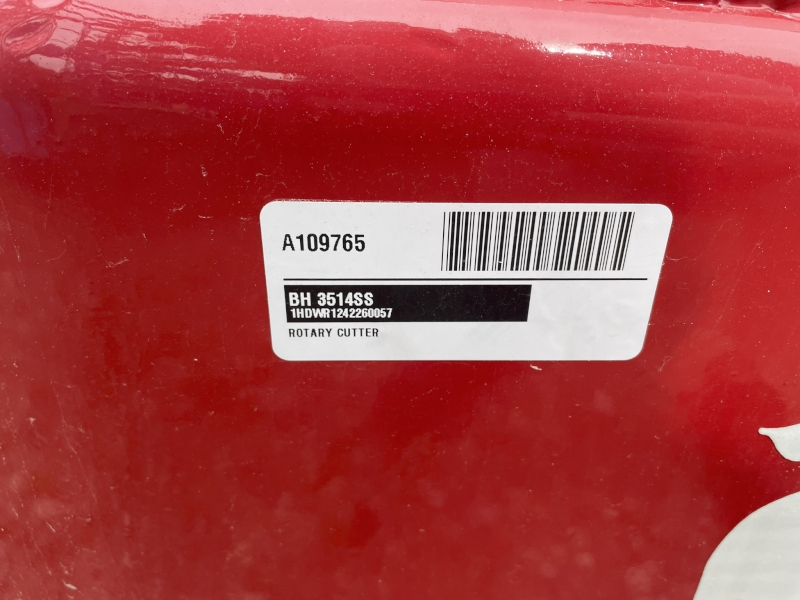 A109765
BH 3514SS
1HDWR1242260057
ROTARY CUTTER